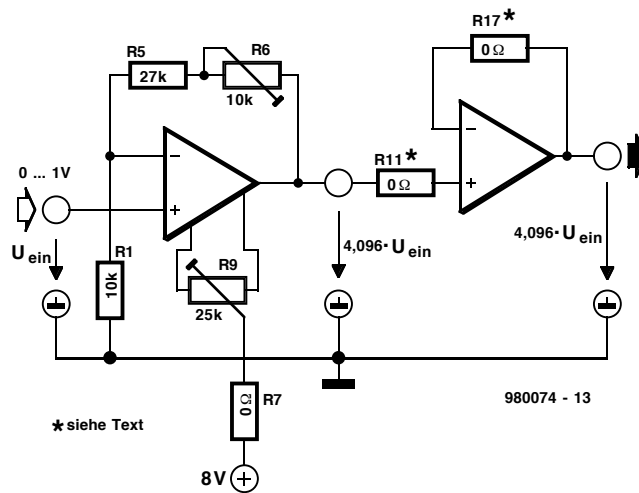 R17*
0 Ω
R5
27k
R6
10k
−
+
0 ... 1V
U ein
R1
10k
R9
25k
R11*
0 Ω
−
+
4,096·U ein
4,096·U ein
R7
0 Ω
8V
+
* siehe Text
980074 - 13